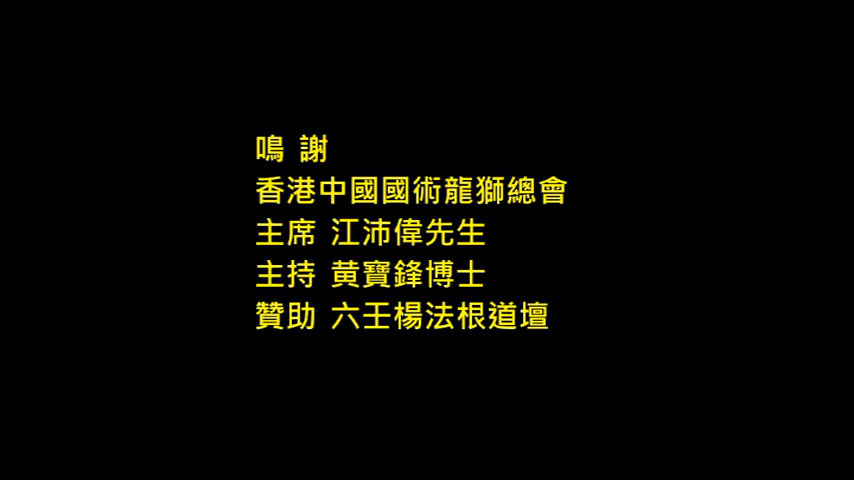 鳴 謝
香港中國國術龍獅總會
主席 江沛偉先生
主持 黃寶鋒博士
贊助 六壬楊法根道壇